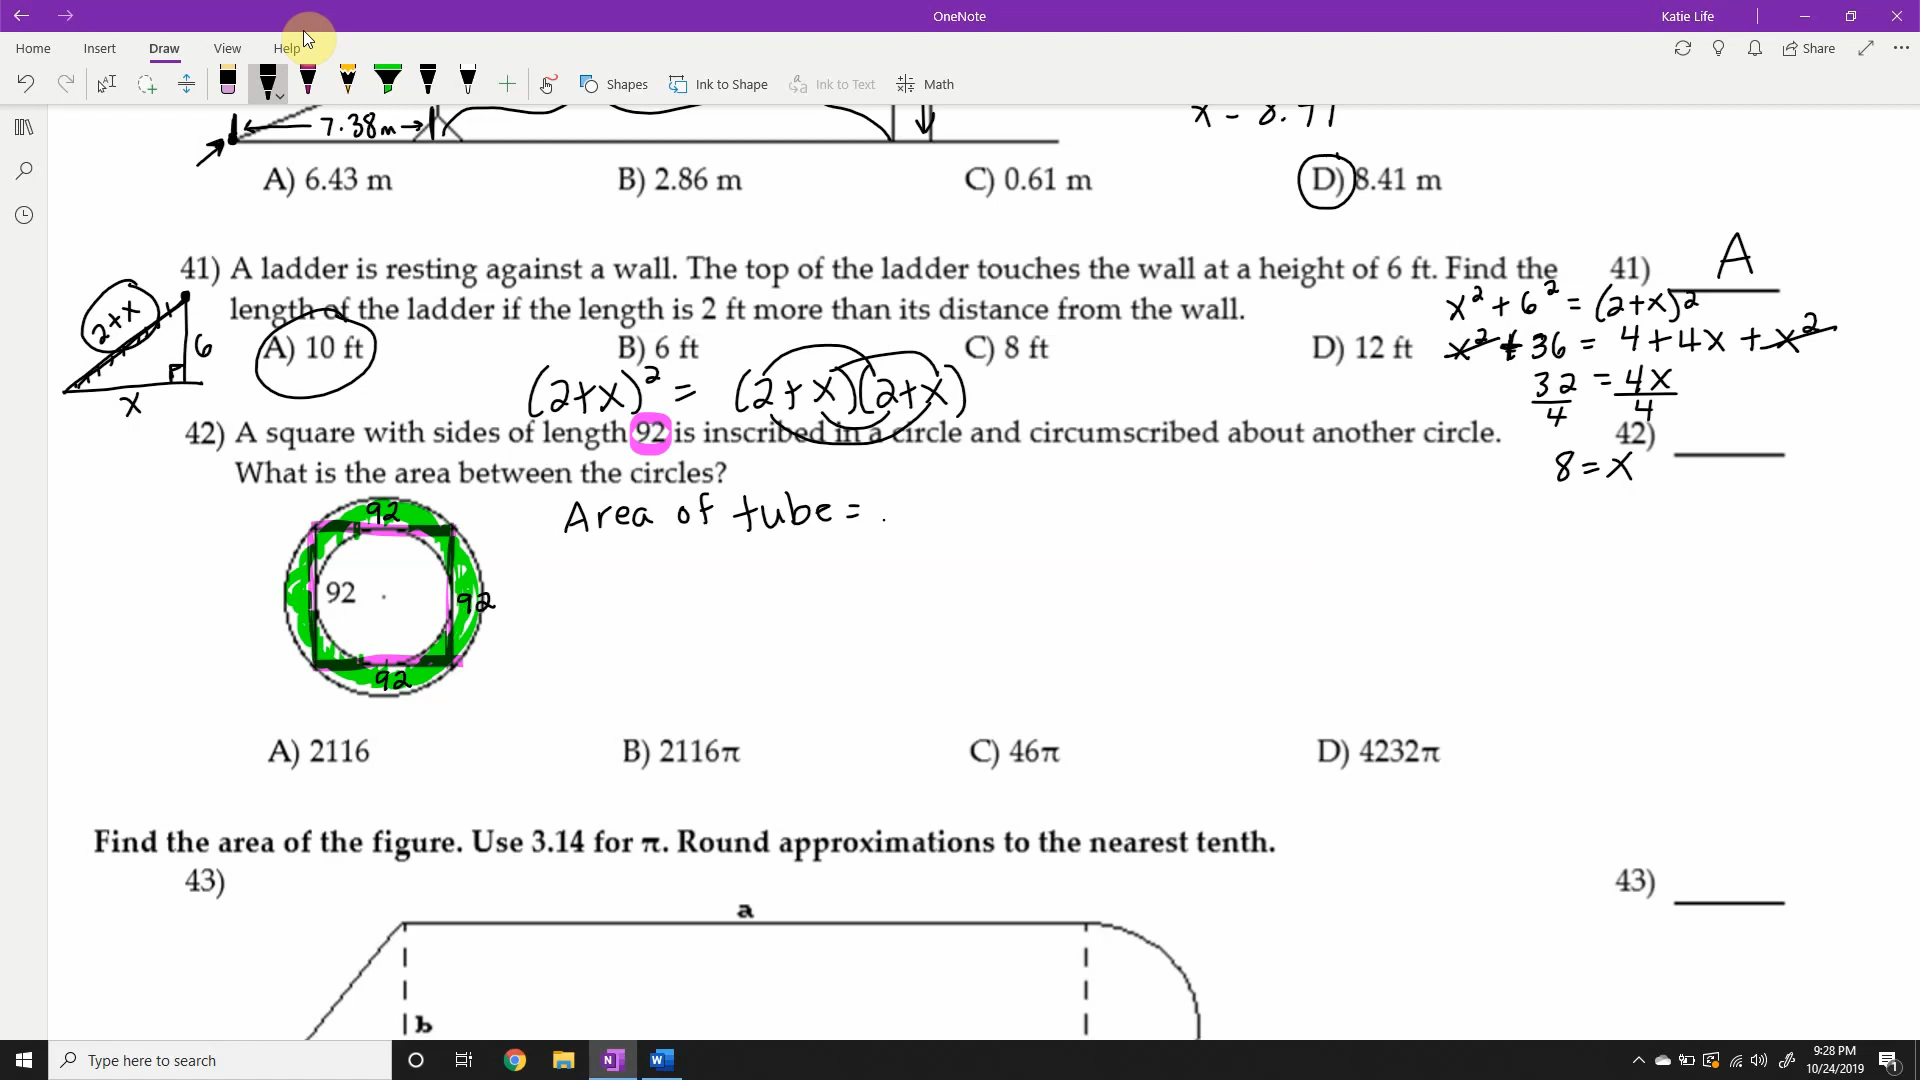 OneNote
Katie Life
Home Insert Draw View Help
Share
Shapes Ink to Shape Ink to Text Math
7.38m
A) 6.43 m B) 2.86 m C) 0.61 m D) 8.41 m
41) A ladder is resting against a wall. The top of the ladder touches the wall at a height of 6 ft. Find the
length of the ladder if the length is 2 ft more than its distance from the wall.
41) A
2+x
6
x
A) 10 ft B) 6 ft C) 8 ft D) 12 ft
(2+x)² = (2+x)(2+x)
x² + 6² = (2+x)²
x² + 36 = 4 + 4x + x²
32 = 4x
4 4
8 = x
42) A square with sides of length 92 is inscribed in a circle and circumscribed about another circle.
What is the area between the circles?
42)
Area of tube =
92
92
92
92
A) 2116 B) 2116π C) 46π D) 4232π
Find the area of the figure. Use 3.14 for π. Round approximations to the nearest tenth.
43)
43)
a
b
Type here to search
9:28 PM
10/24/2019